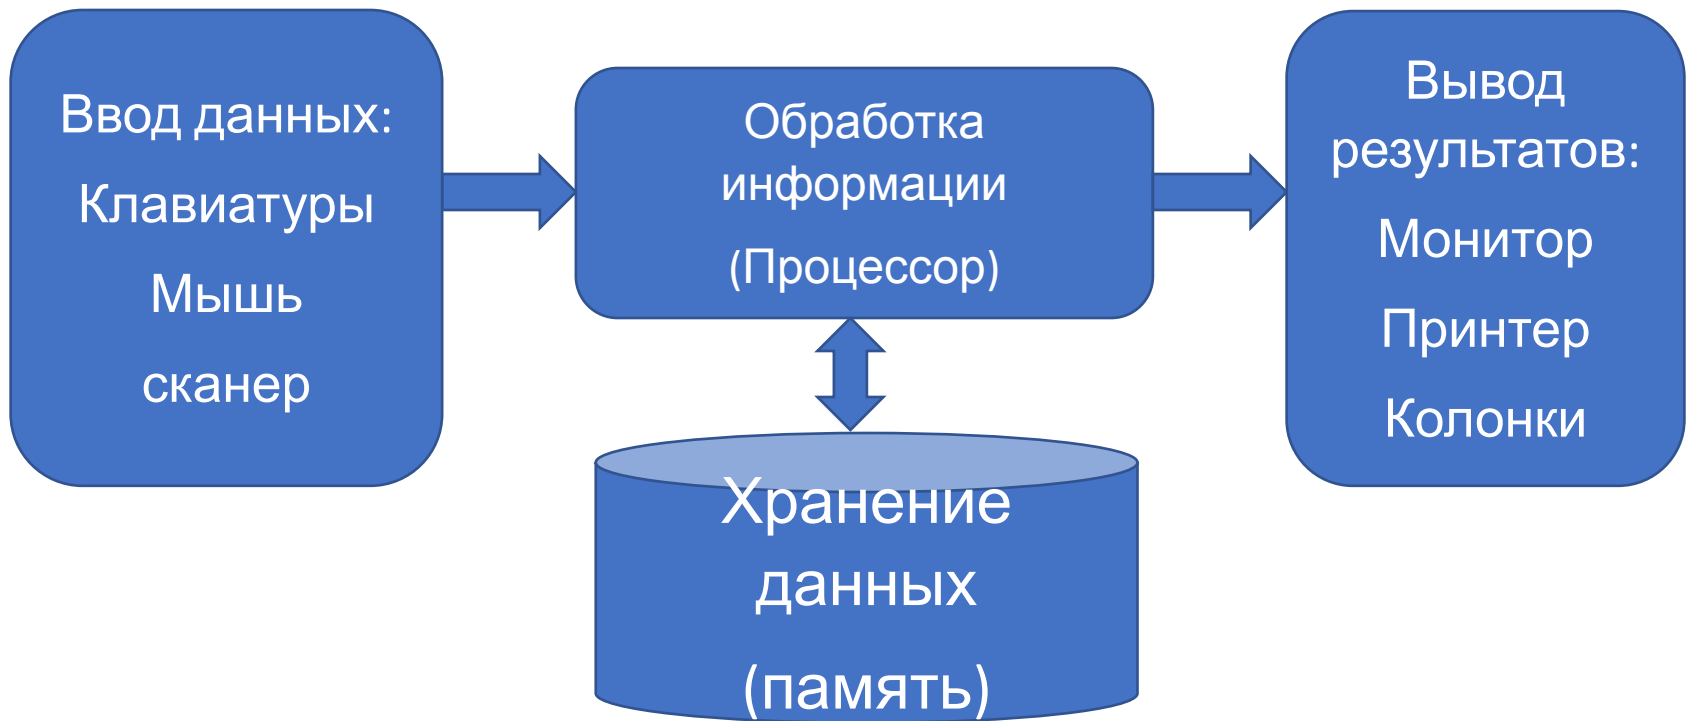 Ввод данных:
Клавиатуры
Мышь
сканер
Обработка
информации
(Процессор)
Хранение
данных
(память)
Вывод
результатов:
Монитор
Принтер
Колонки